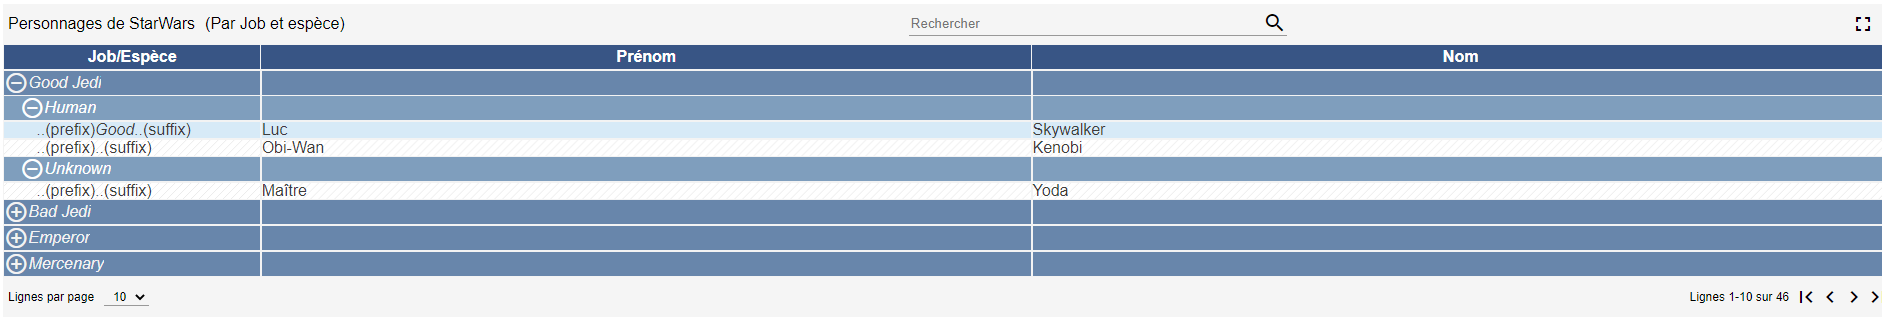 Personnages de StarWars (Par Job et espèce) Rechercher
Job/Espèce Prénom Nom
Good Jedi
Human
..(prefix)Good..(suffix) Luc Skywalker
..(prefix)..(suffix) Obi-Wan Kenobi
Unknown
..(prefix)..(suffix) Maître Yoda
Bad Jedi
Emperor
Mercenary
Lignes par page 10 Lignes 1-10 sur 46